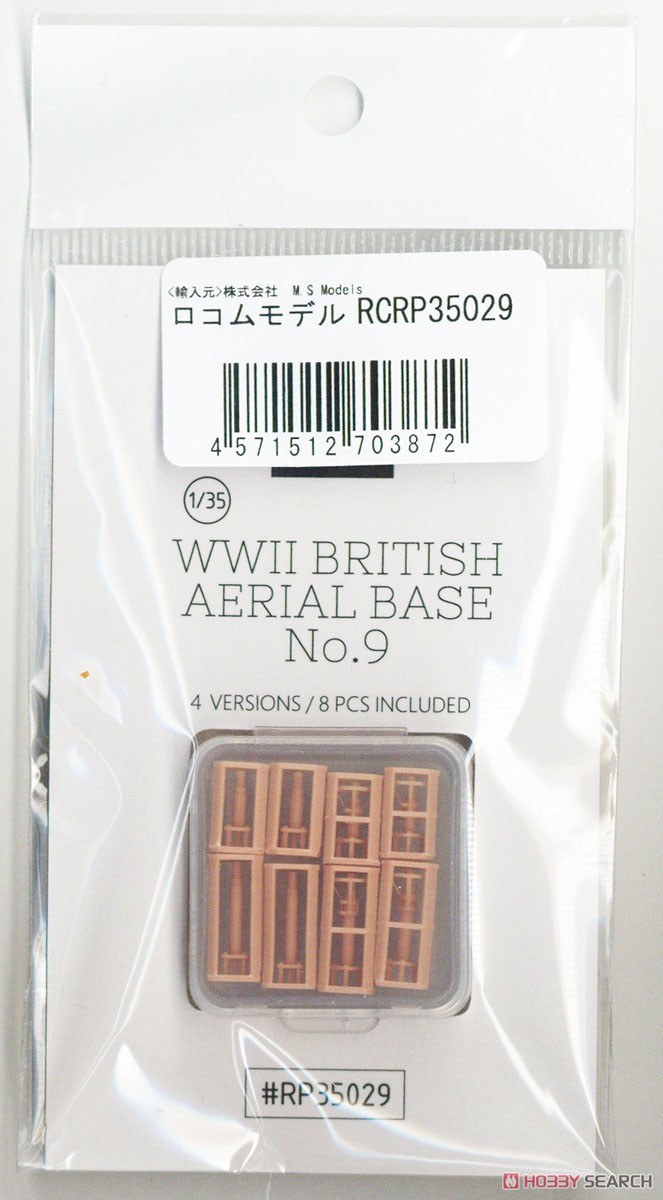 <輸入元>株式会社 M.S Models
ロコムモデル RCRP35029
4 571512 703872
1/35
WWII BRITISH
AERIAL BASE
No.9
4 VERSIONS / 8 PCS INCLUDED
#RP35029
HOBBY SEARCH